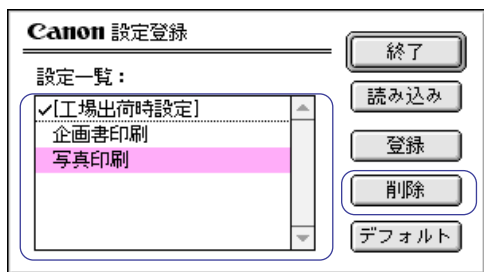 Canon 設定登録
設定一覧：
✓[工場出荷時設定]
企画書印刷
写真印刷
終了
読み込み
登録
削除
デフォルト